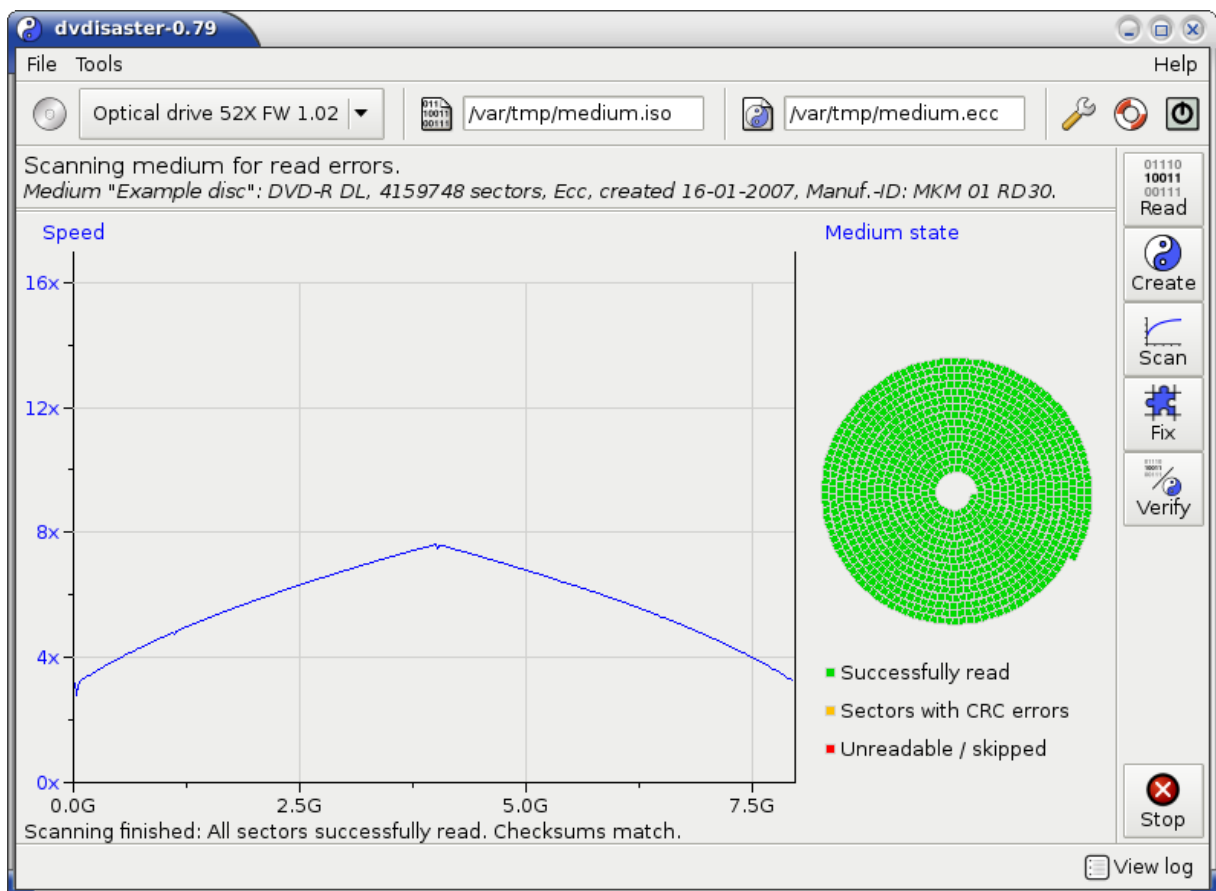 dvdisaster-0.79
File Tools Help
Optical drive 52X FW 1.02 /var/tmp/medium.iso /var/tmp/medium.ecc
Scanning medium for read errors.
Medium "Example disc": DVD-R DL, 4159748 sectors, Ecc, created 16-01-2007, Manuf.-ID: MKM 01 RD30.
Speed
16x
12x
8x
4x
0x
0.0G 2.5G 5.0G 7.5G
Medium state
Successfully read
Sectors with CRC errors
Unreadable / skipped
Scanning finished: All sectors successfully read. Checksums match.
01110
10011
00111
Read
Create
Scan
Fix
Verify
Stop
View log